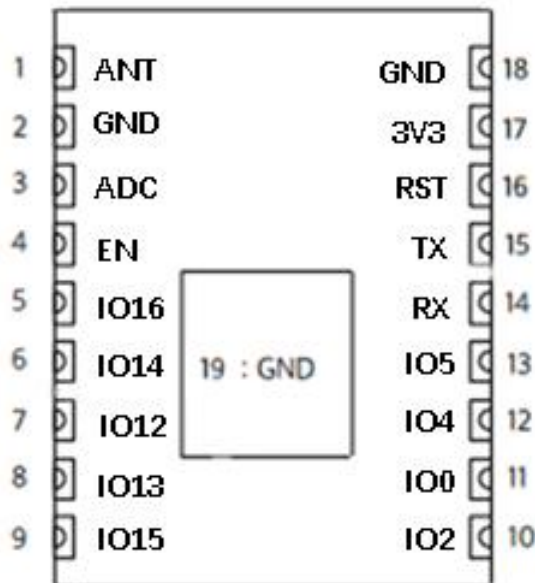 1 ANT GND 18
2 GND 3V3 17
3 ADC RST 16
4 EN TX 15
5 IO16 RX 14
6 IO14 19 : GND IO5 13
7 IO12 IO4 12
8 IO13 IO0 11
9 IO15 IO2 10